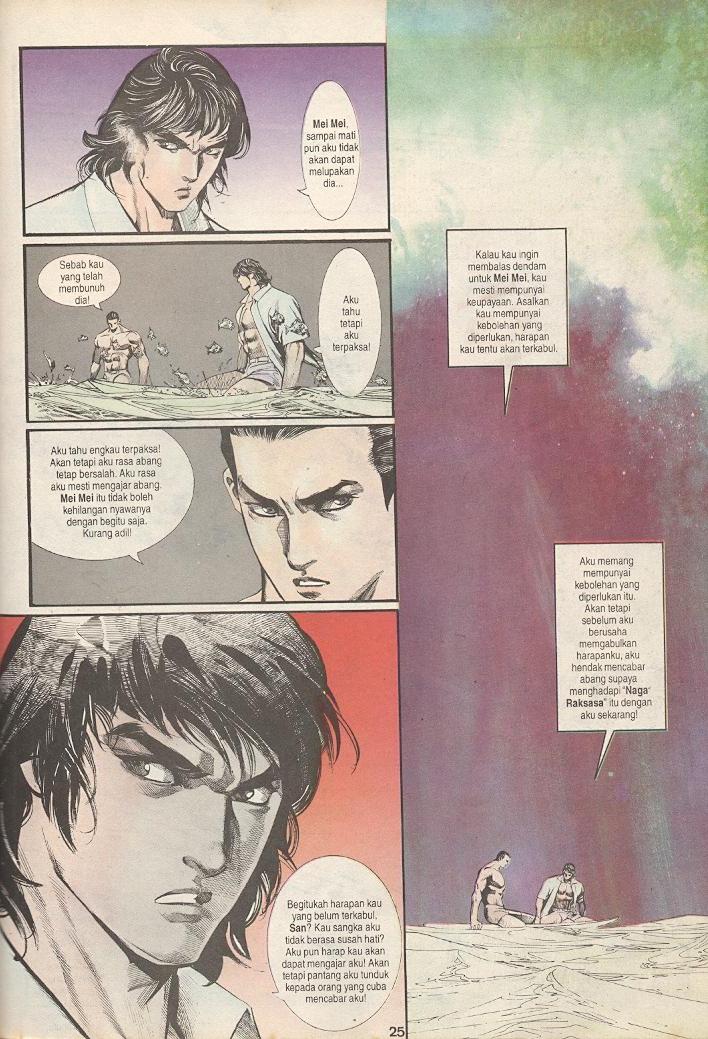 Mei Mei,
sampai mati
pun aku tidak
akan dapat
melupakan
dia...
Sebab kau
yang telah
membunuh
dia!
Aku
tahu
tetapi
aku
terpaksa!
Aku tahu engkau terpaksa!
Akan tetapi aku rasa abang
tetap bersalah. Aku rasa
aku mesti mengajar abang.
Mei Mei itu tidak boleh
kehilangan nyawanya
dengan begitu saja.
Kurang adil!
Begitukah harapan kau
yang belum terkabul,
San? Kau sangka aku
tidak berasa susah hati?
Aku pun harap kau akan
dapat mengajar aku! Akan
tetapi pantang aku tunduk
kepada orang yang cuba
mencabar aku!
Kalau kau ingin
membalas dendam
untuk Mei Mei, kau
mesti mempunyai
keupayaan. Asalkan
kau mempunyai
kebolehan yang
diperlukan, harapan
kau tentu akan terkabul.
Aku memang
mempunyai
kebolehan yang
diperlukan itu.
Akan tetapi
sebelum aku
berusaha
memgabulkan
harapanku, aku
hendak mencabar
abang supaya
menghadapi "Naga
Raksasa" itu dengan
aku sekarang!
25